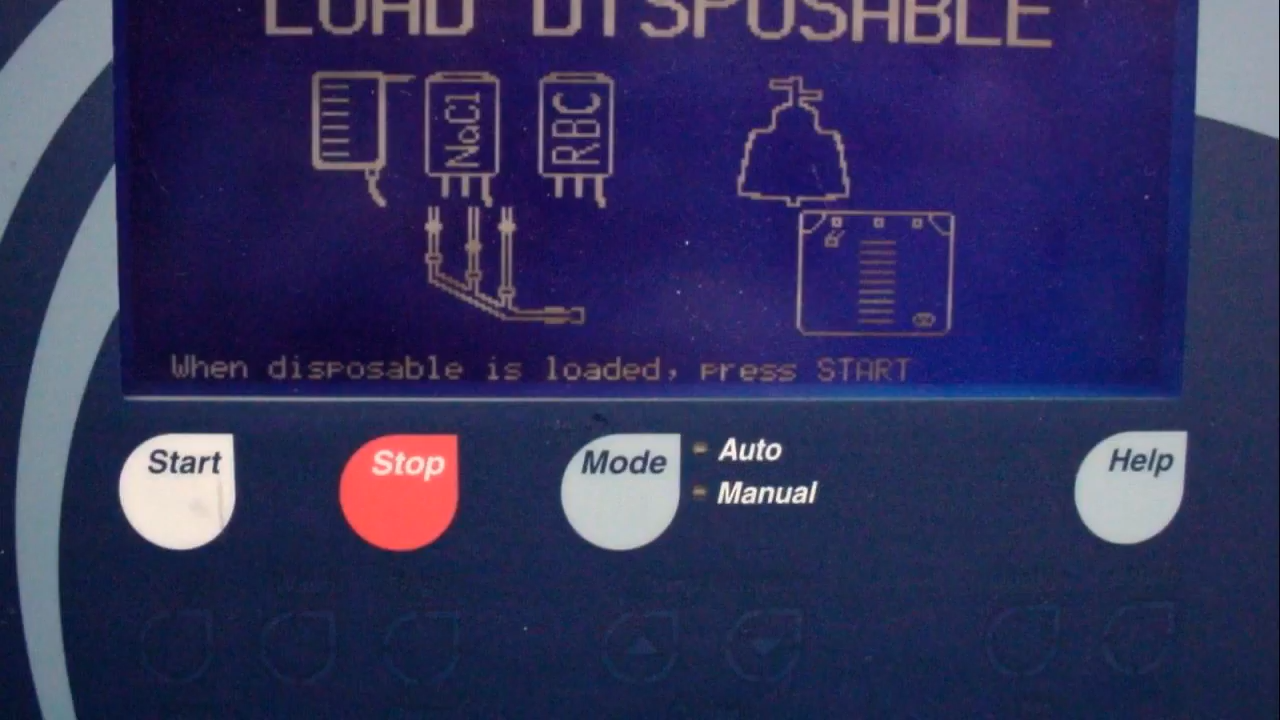 LOAD DISPOSABLE
NaCl
RBC
When disposable is loaded, press START
Start
Stop
Mode
Auto
Manual
Help